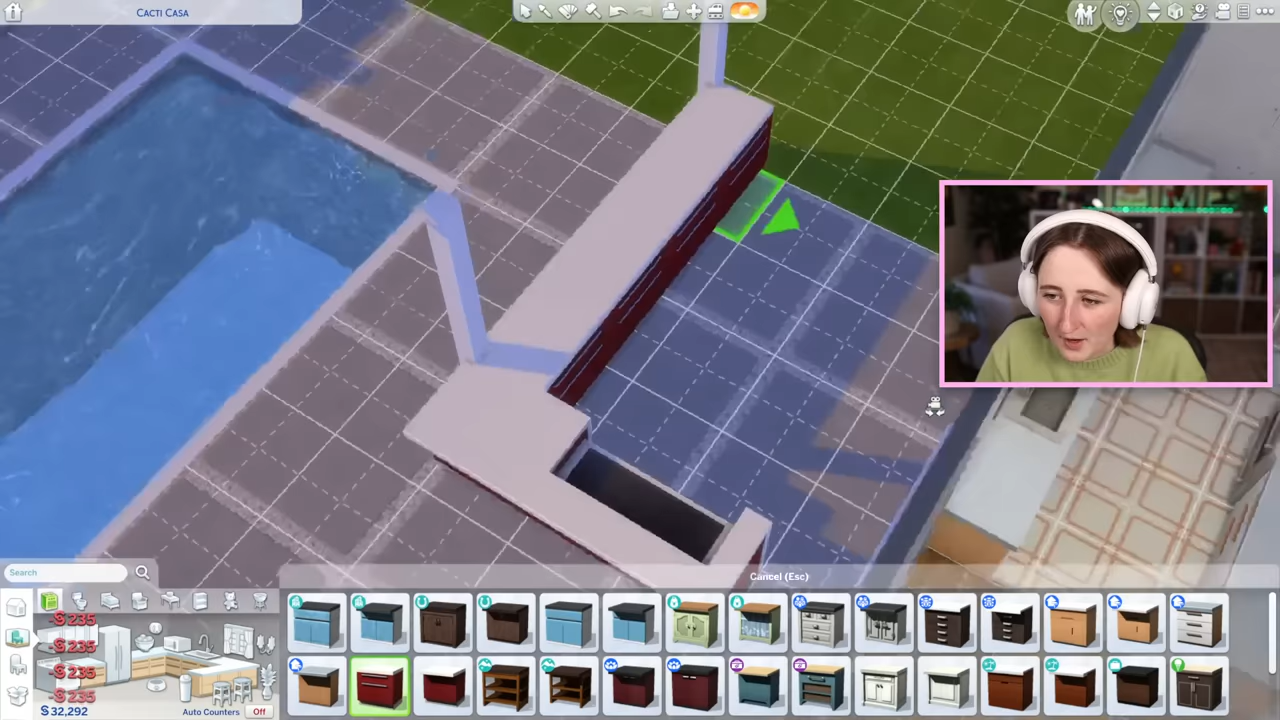 CACTI CASA
Cancel (Esc)
Search
-$235
-$235
-$235
-$235
$32,292
Auto Counters Off